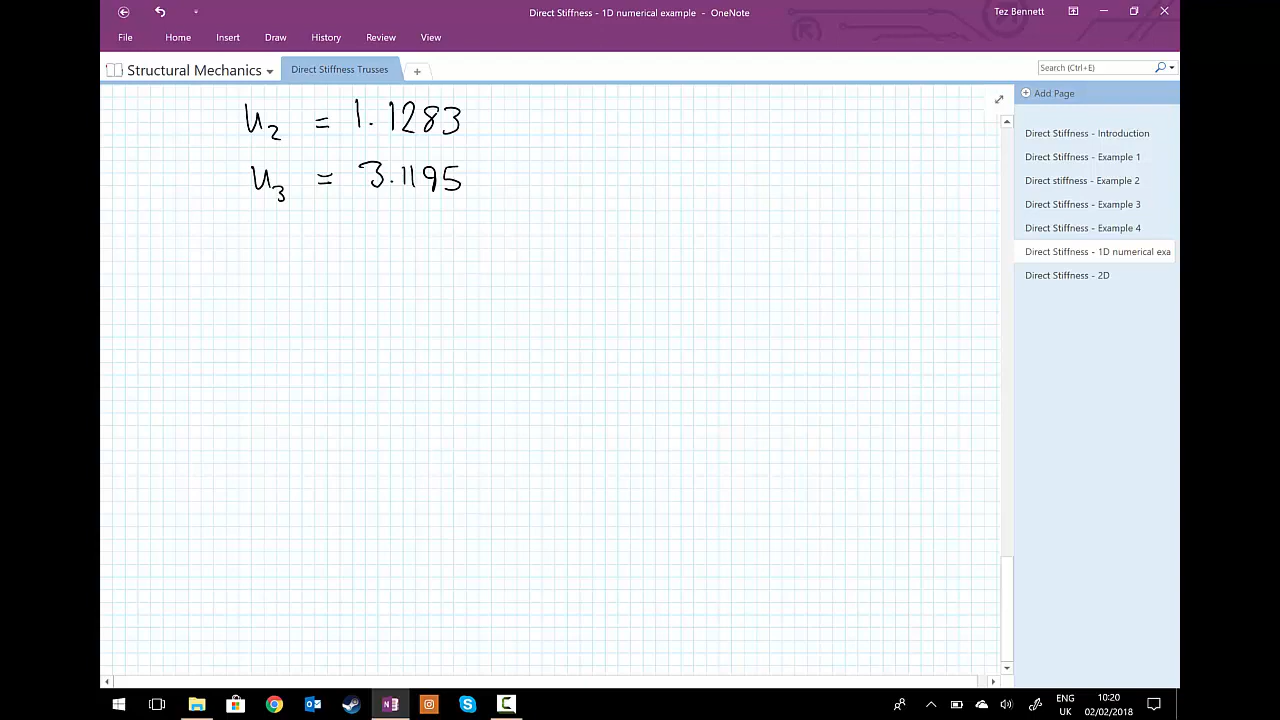 Direct Stiffness - 1D numerical example - OneNote
Tez Bennett
File Home Insert Draw History Review View
Structural Mechanics
Direct Stiffness Trusses
Search (Ctrl+E)
Add Page
u₂ = 1.1283
u₃ = 3.1195
Direct Stiffness - Introduction
Direct Stiffness - Example 1
Direct stiffness - Example 2
Direct Stiffness - Example 3
Direct Stiffness - Example 4
Direct Stiffness - 1D numerical exa
Direct Stiffness - 2D
ENG
UK
10:20
02/02/2018